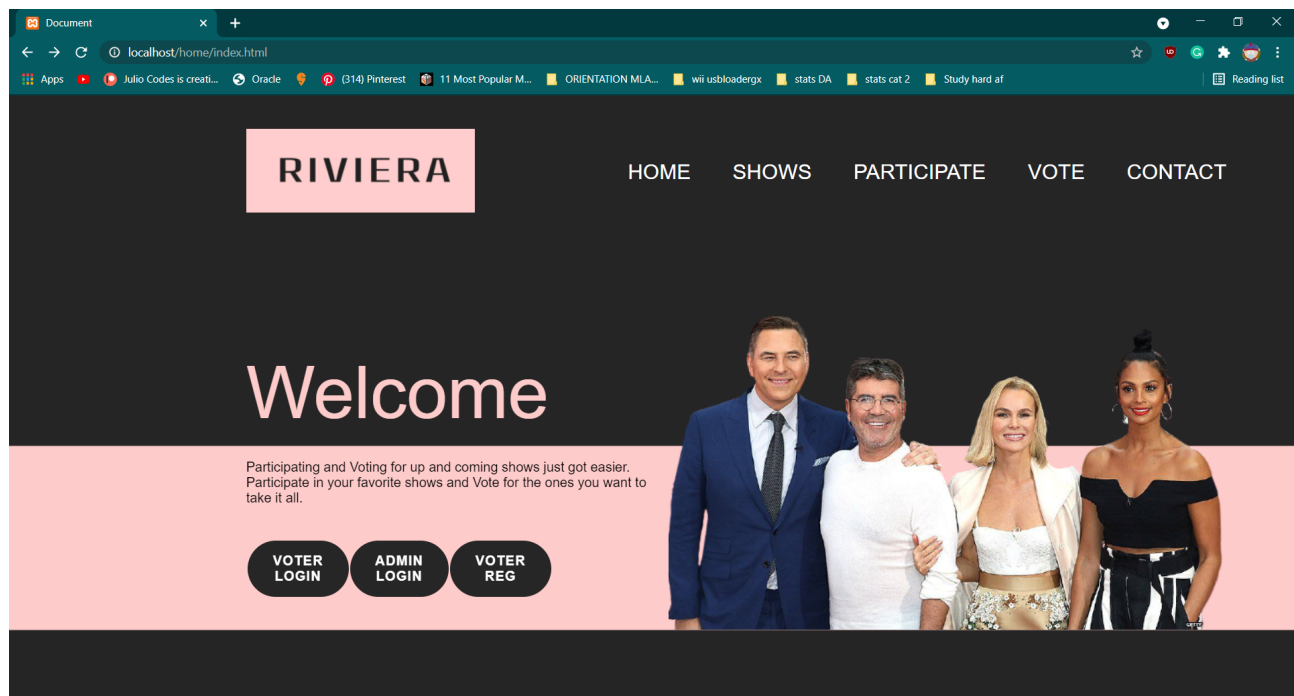 Document
localhost/home/index.html
Apps Julio Codes is creati... Oracle (314) Pinterest 11 Most Popular M... ORIENTATION MLA... wii usbloadergx stats DA stats cat 2 Study hard af Reading list
RIVIERA
HOME SHOWS PARTICIPATE VOTE CONTACT
Welcome
Participating and Voting for up and coming shows just got easier.
Participate in your favorite shows and Vote for the ones you want to
take it all.
VOTER ADMIN VOTER
LOGIN LOGIN REG
GETTY